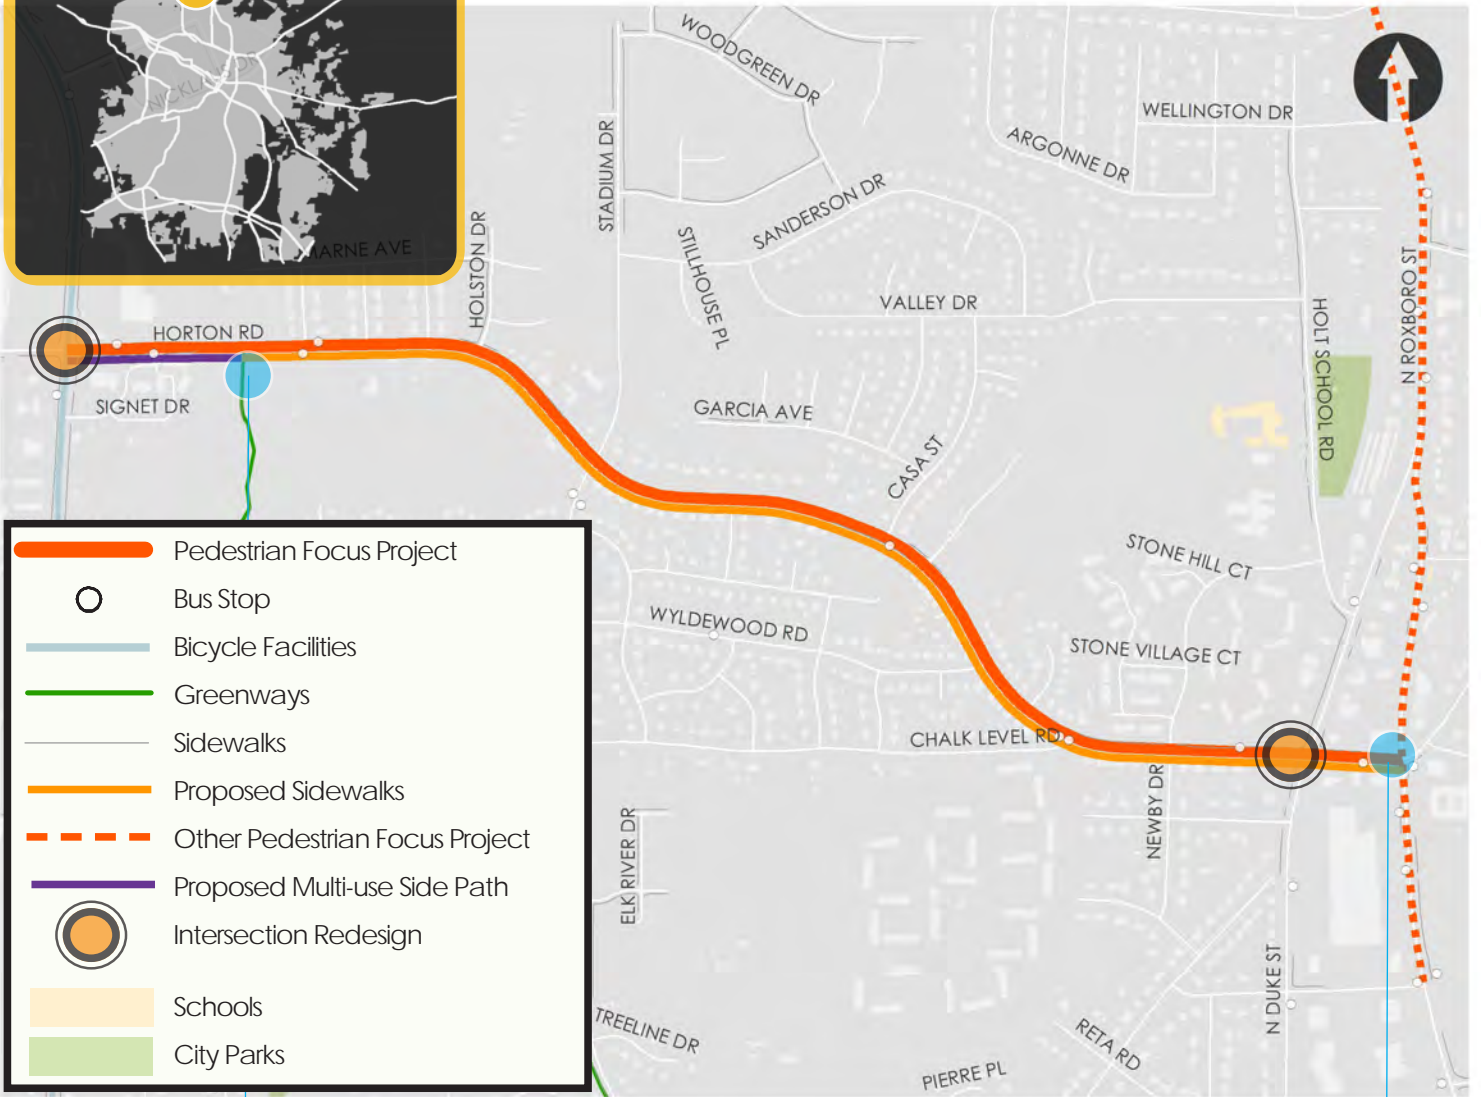 NICKLAUS DR
MARNE AVE
HORTON RD
SIGNET DR
HOLSTON DR
STADIUM DR
WOODGREEN DR
SANDERSON DR
STILLHOUSE PL
ARGONNE DR
WELLINGTON DR
VALLEY DR
GARCIA AVE
CASA ST
HOLT SCHOOL RD
N ROXBORO ST
STONE HILL CT
STONE VILLAGE CT
WYLDEWOOD RD
CHALK LEVEL RD
NEWBY DR
ELK RIVER DR
N DUKE ST
TREELINE DR
RETA RD
PIERRE PL
Pedestrian Focus Project
Bus Stop
Bicycle Facilities
Greenways
Sidewalks
Proposed Sidewalks
Other Pedestrian Focus Project
Proposed Multi-use Side Path
Intersection Redesign
Schools
City Parks